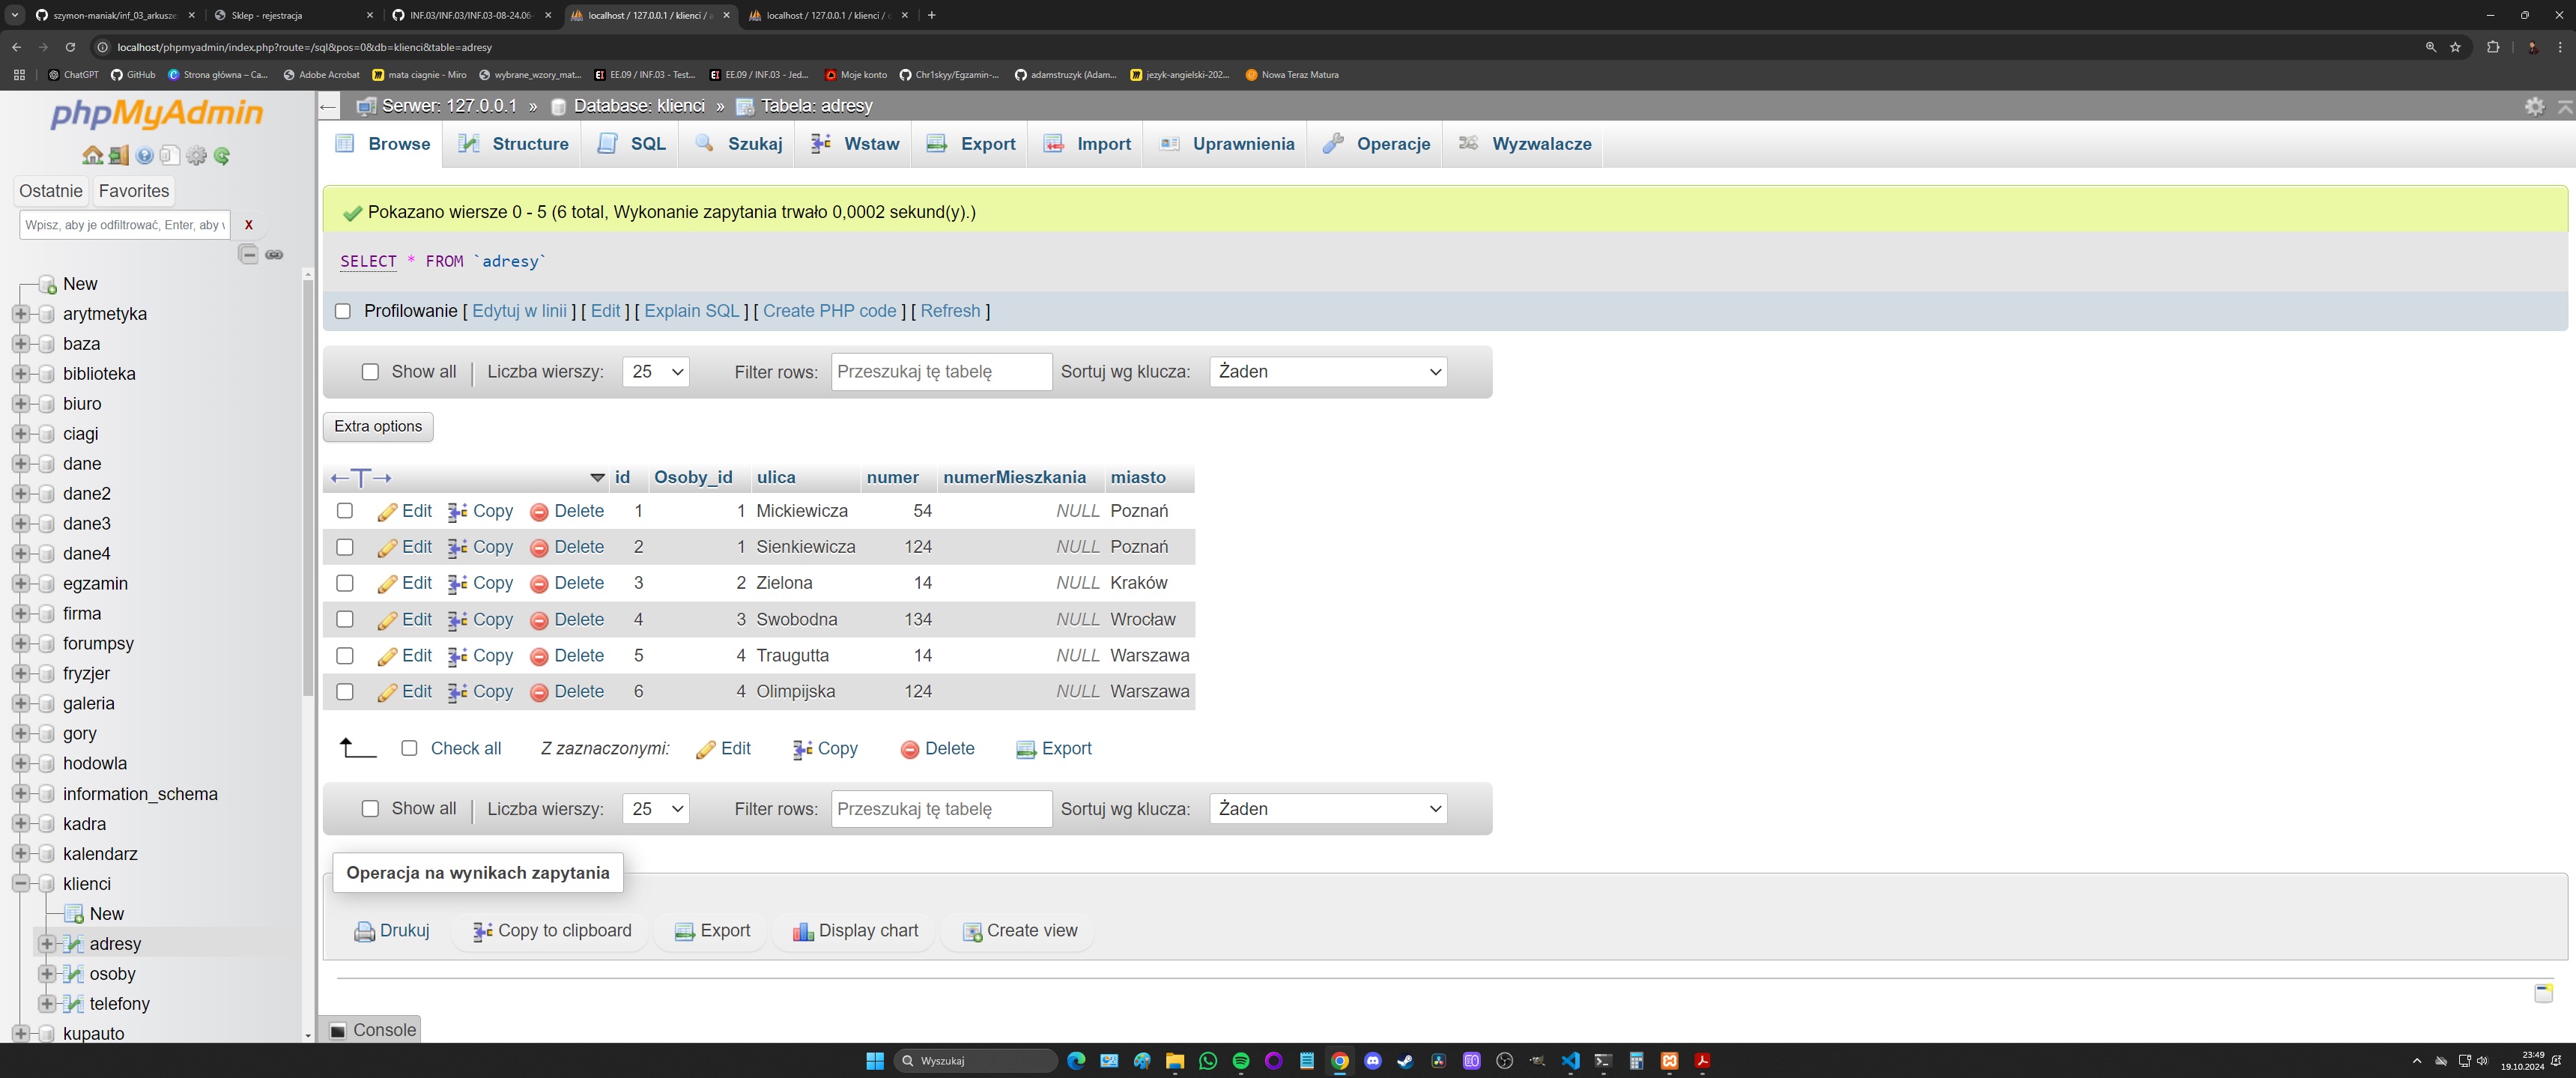 szymon-maniak/inf_03_arkusze
Sklep - rejestracja
INF.03/INF.03/INF.03-08-24.06
localhost / 127.0.0.1 / klienci / a
localhost / 127.0.0.1 / klienci / o
localhost/phpmyadmin/index.php?route=/sql&pos=0&db=klienci&table=adresy
ChatGPT GitHub Strona główna – Ca... Adobe Acrobat mata ciagnie - Miro wybrane_wzory_mat... EE.09 / INF.03 - Test... EE.09 / INF.03 - Jed... Moje konto Chr1skyy/Egzamin-... adamstruzyk (Adam... jezyk-angielski-202... Nowa Teraz Matura
phpMyAdmin
Ostatnie Favorites
Wpisz, aby je odfiltrować, Enter, aby w X
New
arytmetyka
baza
biblioteka
biuro
ciagi
dane
dane2
dane3
dane4
egzamin
firma
forumpsy
fryzjer
galeria
gory
hodowla
information_schema
kadra
kalendarz
klienci
New
adresy
osoby
telefony
kupauto
Serwer: 127.0.0.1 » Database: klienci » Tabela: adresy
Browse Structure SQL Szukaj Wstaw Export Import Uprawnienia Operacje Wyzwalacze
Pokazano wiersze 0 - 5 (6 total, Wykonanie zapytania trwało 0,0002 sekund(y).)
SELECT * FROM `adresy`
Profilowanie [ Edytuj w linii ] [ Edit ] [ Explain SQL ] [ Create PHP code ] [ Refresh ]
Show all Liczba wierszy: 25 Filter rows: Przeszukaj tę tabelę Sortuj wg klucza: Żaden
Extra options
id Osoby_id ulica numer numerMieszkania miasto
Edit Copy Delete 1 1 Mickiewicza 54 NULL Poznań
Edit Copy Delete 2 1 Sienkiewicza 124 NULL Poznań
Edit Copy Delete 3 2 Zielona 14 NULL Kraków
Edit Copy Delete 4 3 Swobodna 134 NULL Wrocław
Edit Copy Delete 5 4 Traugutta 14 NULL Warszawa
Edit Copy Delete 6 4 Olimpijska 124 NULL Warszawa
Check all Z zaznaczonymi: Edit Copy Delete Export
Show all Liczba wierszy: 25 Filter rows: Przeszukaj tę tabelę Sortuj wg klucza: Żaden
Operacja na wynikach zapytania
Drukuj Copy to clipboard Export Display chart Create view
Console
Wyszukaj
23:49
19.10.2024